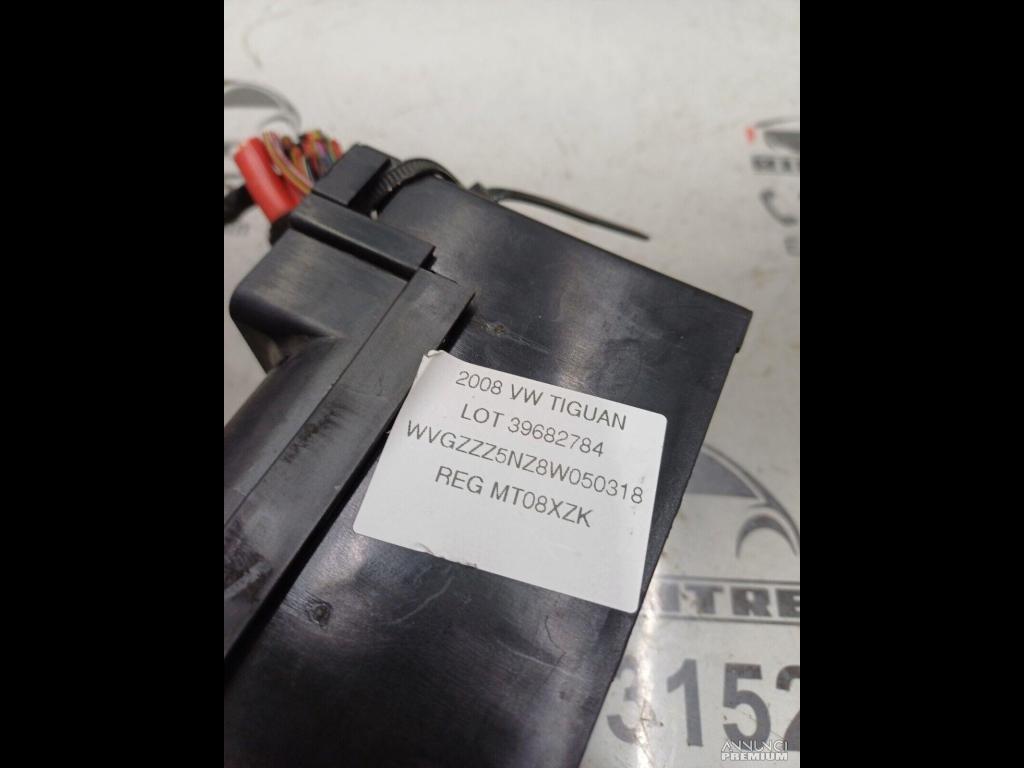 2008 VW TIGUAN
LOT 39682784
WVGZZZ5NZ8W050318
REG MT08XZK
3152
ANNUNCI
PREMIUM